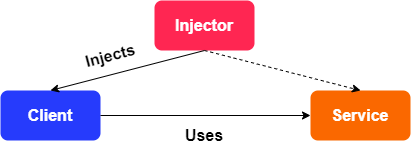 Injector
Injects
Client
Service
Uses